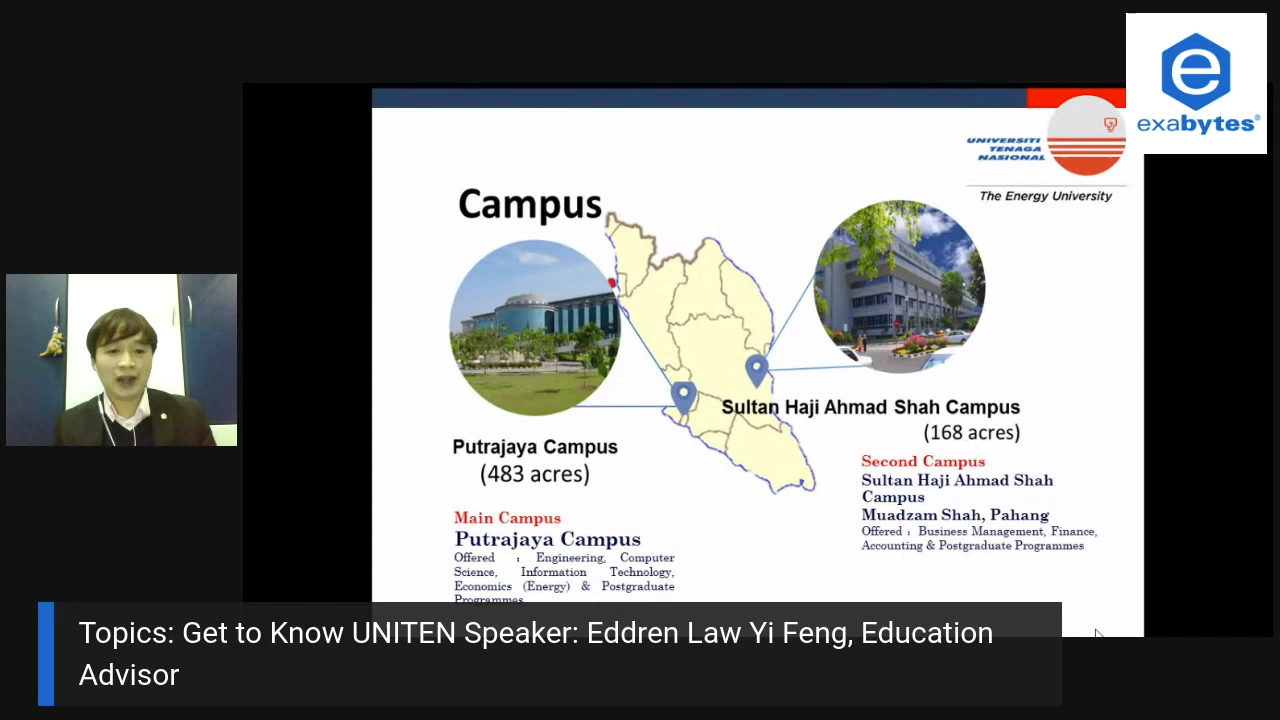 exabytes®
UNIVERSITI
TENAGA
NASIONAL
The Energy University
Campus
Sultan Haji Ahmad Shah Campus
(168 acres)
Putrajaya Campus
(483 acres)
Second Campus
Sultan Haji Ahmad Shah
Campus
Muadzam Shah, Pahang
Offered : Business Management, Finance,
Accounting & Postgraduate Programmes
Main Campus
Putrajaya Campus
Offered : Engineering, Computer
Science, Information Technology,
Economics (Energy) & Postgraduate
Programmes
Topics: Get to Know UNITEN Speaker: Eddren Law Yi Feng, Education
Advisor